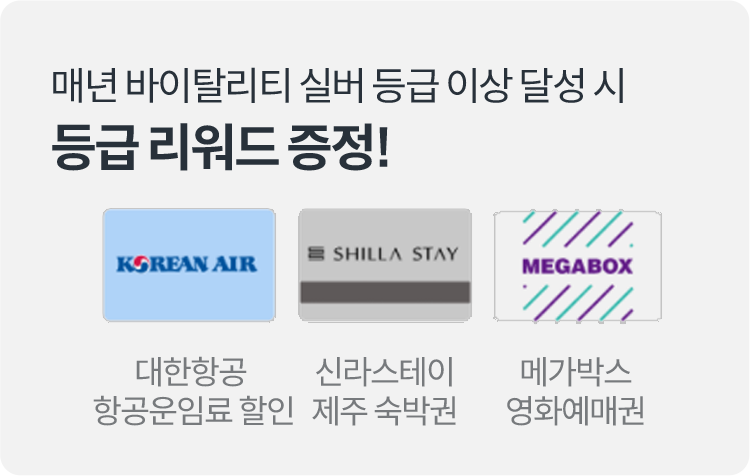 매년 바이탈리티 실버 등급 이상 달성 시
등급 리워드 증정!
KOREAN AIR
SHILLA STAY
MEGABOX
대한항공
항공운임료 할인
신라스테이
제주 숙박권
메가박스
영화예매권